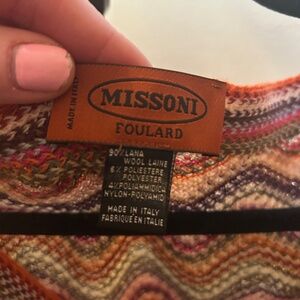 MADE IN ITALY
MISSONI
FOULARD
90% LANA
WOOL LAINE
6% POLIESTERE
POLYESTER
4% POLIAMMIDICA
NYLON-POLYAMID
MADE IN ITALY
FABRIQUE EN ITALIE